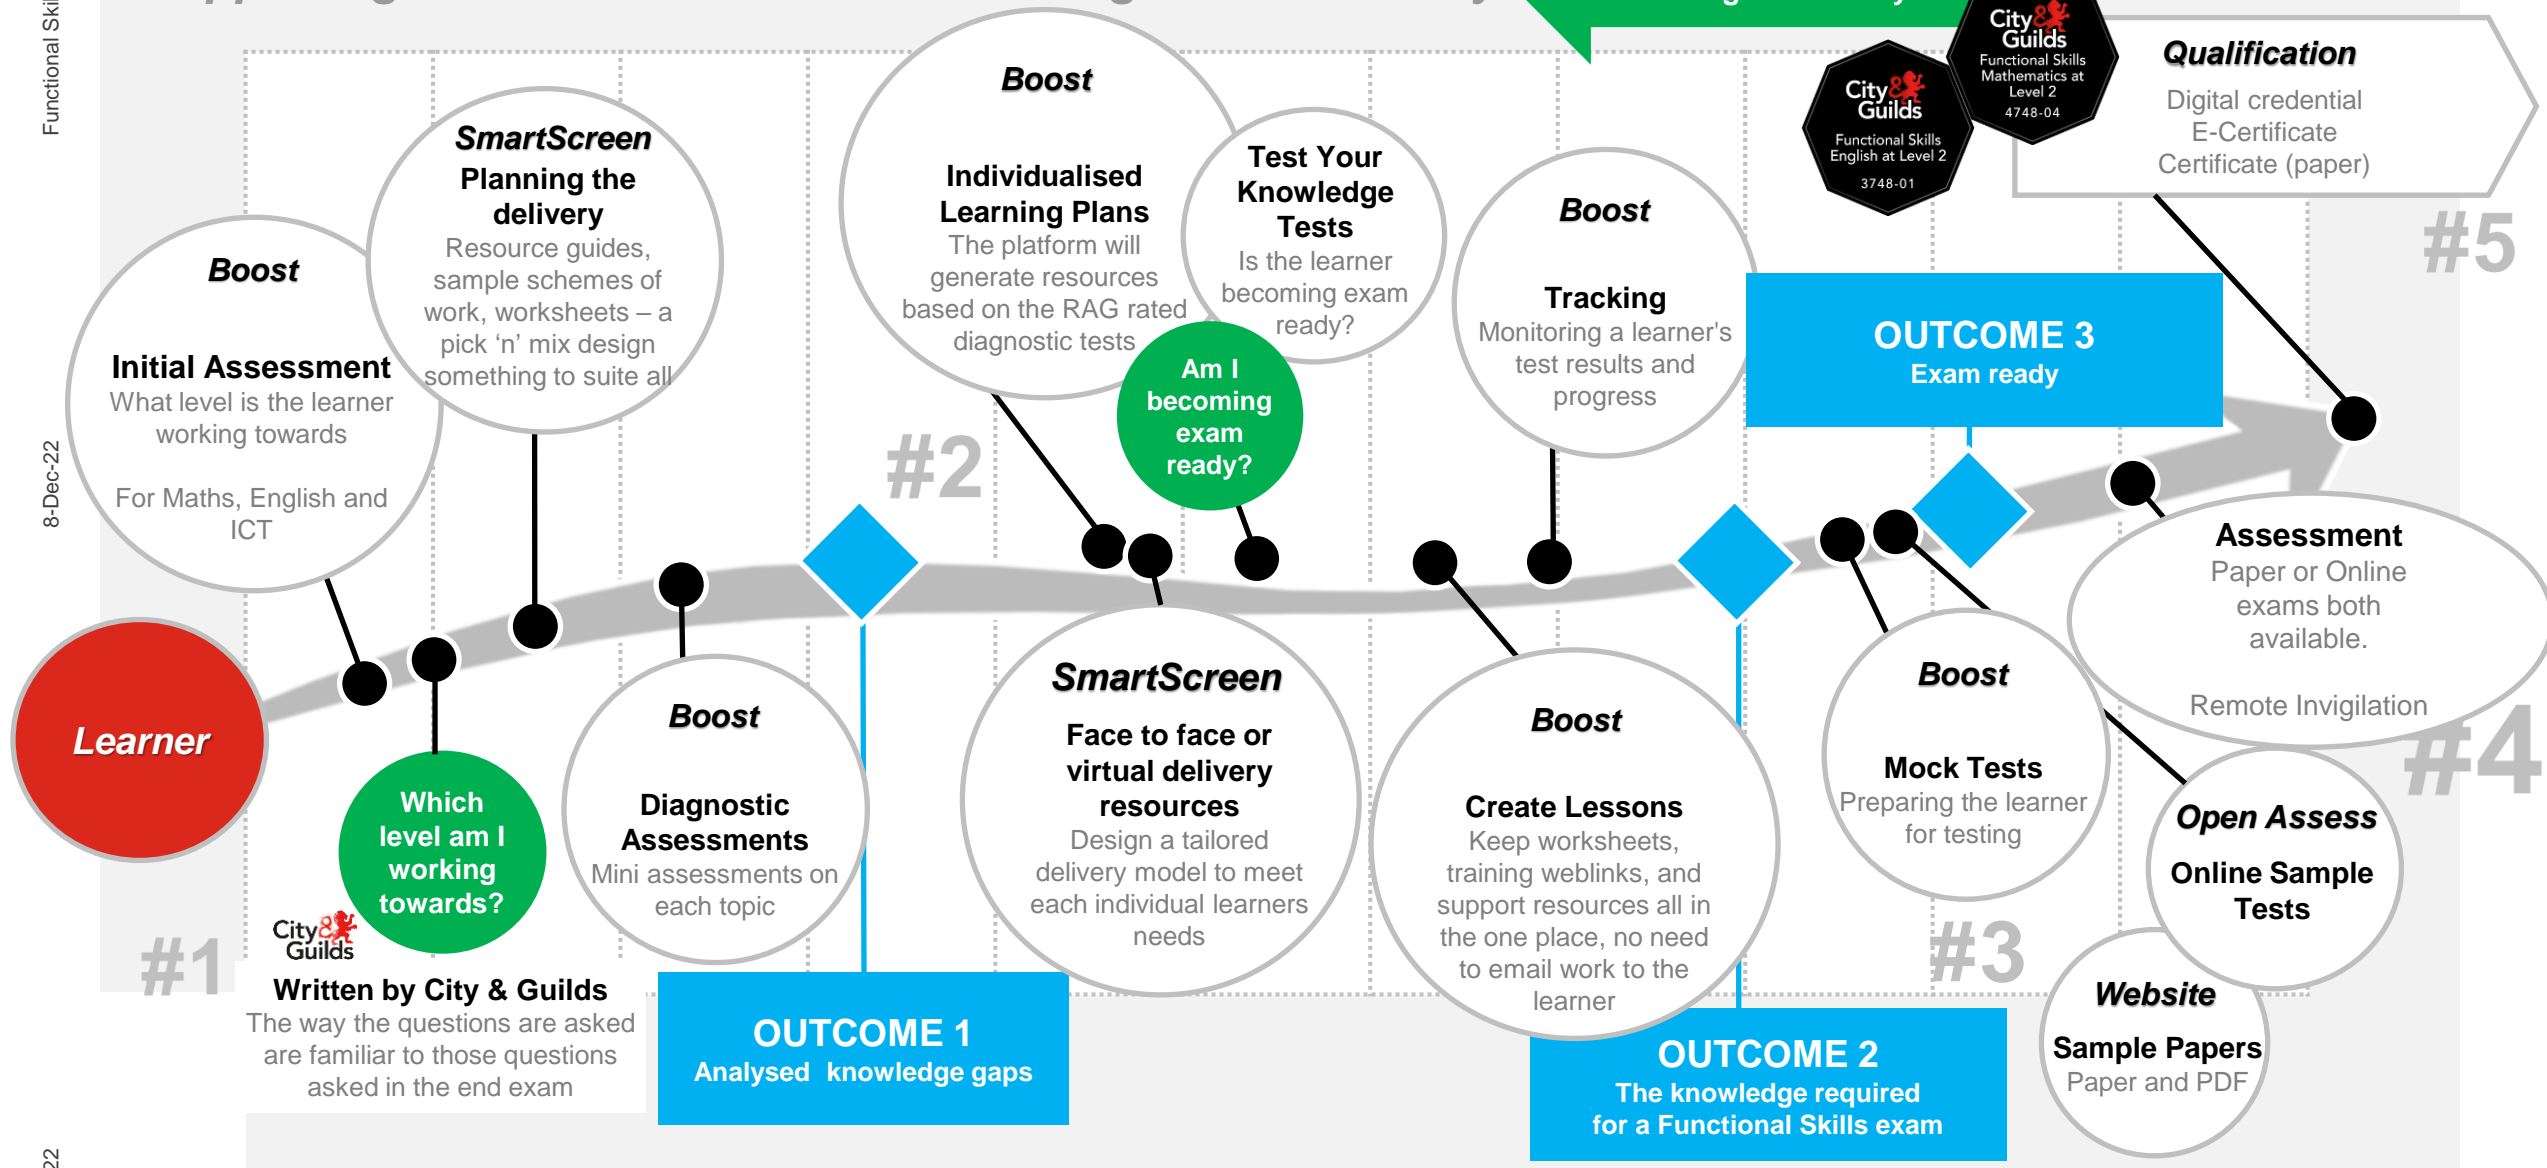 Functional Skil
8-Dec-22
22
Learner
#1
Boost
Initial Assessment
What level is the learner
working towards
For Maths, English and
ICT
SmartScreen
Planning the
delivery
Resource guides,
sample schemes of
work, worksheets – a
pick ‘n’ mix design
something to suite all
Which
level am I
working
towards?
City&
Guilds
Written by City & Guilds
The way the questions are asked
are familiar to those questions
asked in the end exam
Boost
Diagnostic
Assessments
Mini assessments on
each topic
OUTCOME 1
Analysed knowledge gaps
#2
Boost
Individualised
Learning Plans
The platform will
generate resources
based on the RAG rated
diagnostic tests
Test Your
Knowledge
Tests
Is the learner
becoming exam
ready?
Am I
becoming
exam
ready?
SmartScreen
Face to face or
virtual delivery
resources
Design a tailored
delivery model to meet
each individual learners
needs
Boost
Create Lessons
Keep worksheets,
training weblinks, and
support resources all in
the one place, no need
to email work to the
learner
Boost
Tracking
Monitoring a learner's
test results and
progress
OUTCOME 2
The knowledge required
for a Functional Skills exam
#3
Boost
Mock Tests
Preparing the learner
for testing
Open Assess
Online Sample
Tests
Website
Sample Papers
Paper and PDF
OUTCOME 3
Exam ready
#4
Assessment
Paper or Online
exams both
available.
Remote Invigilation
#5
City&
Guilds
Functional Skills
English at Level 2
3748-01
City&
Guilds
Functional Skills
Mathematics at
Level 2
4748-04
Qualification
Digital credential
E-Certificate
Certificate (paper)